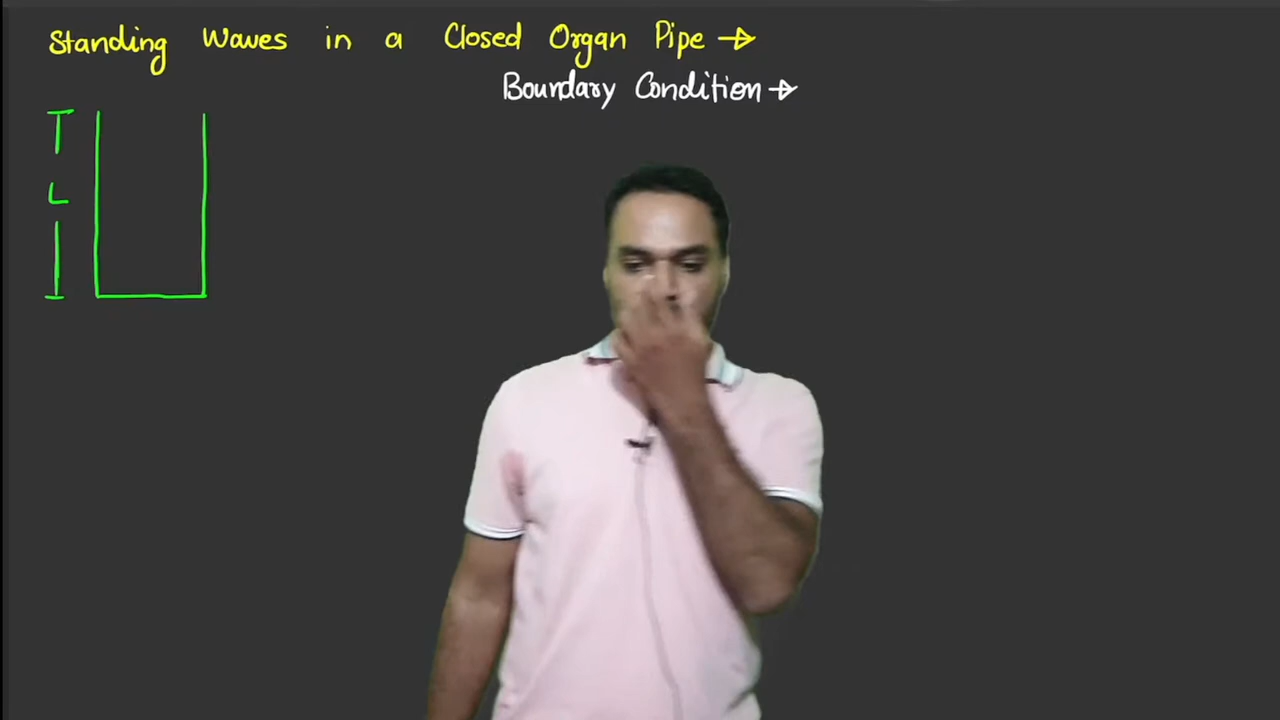 Standing Waves in a Closed Organ Pipe →
Boundary Condition →
L